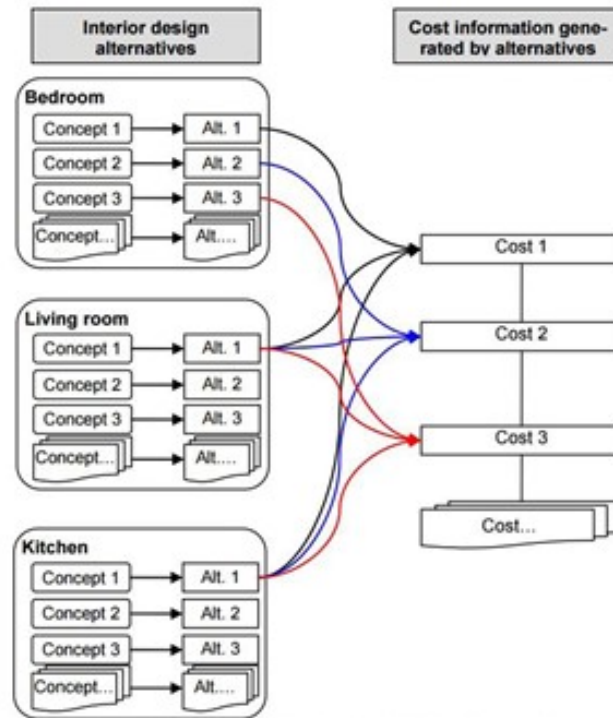 Interior design
alternatives
Cost information gene-
rated by alternatives
Bedroom
Concept 1
Alt. 1
Concept 2
Alt. 2
Concept 3
Alt. 3
Concept...
Alt....
Living room
Concept 1
Alt. 1
Concept 2
Alt. 2
Concept 3
Alt. 3
Concept...
Alt....
Kitchen
Concept 1
Alt. 1
Concept 2
Alt. 2
Concept 3
Alt. 3
Concept...
Alt....
Cost 1
Cost 2
Cost 3
Cost...